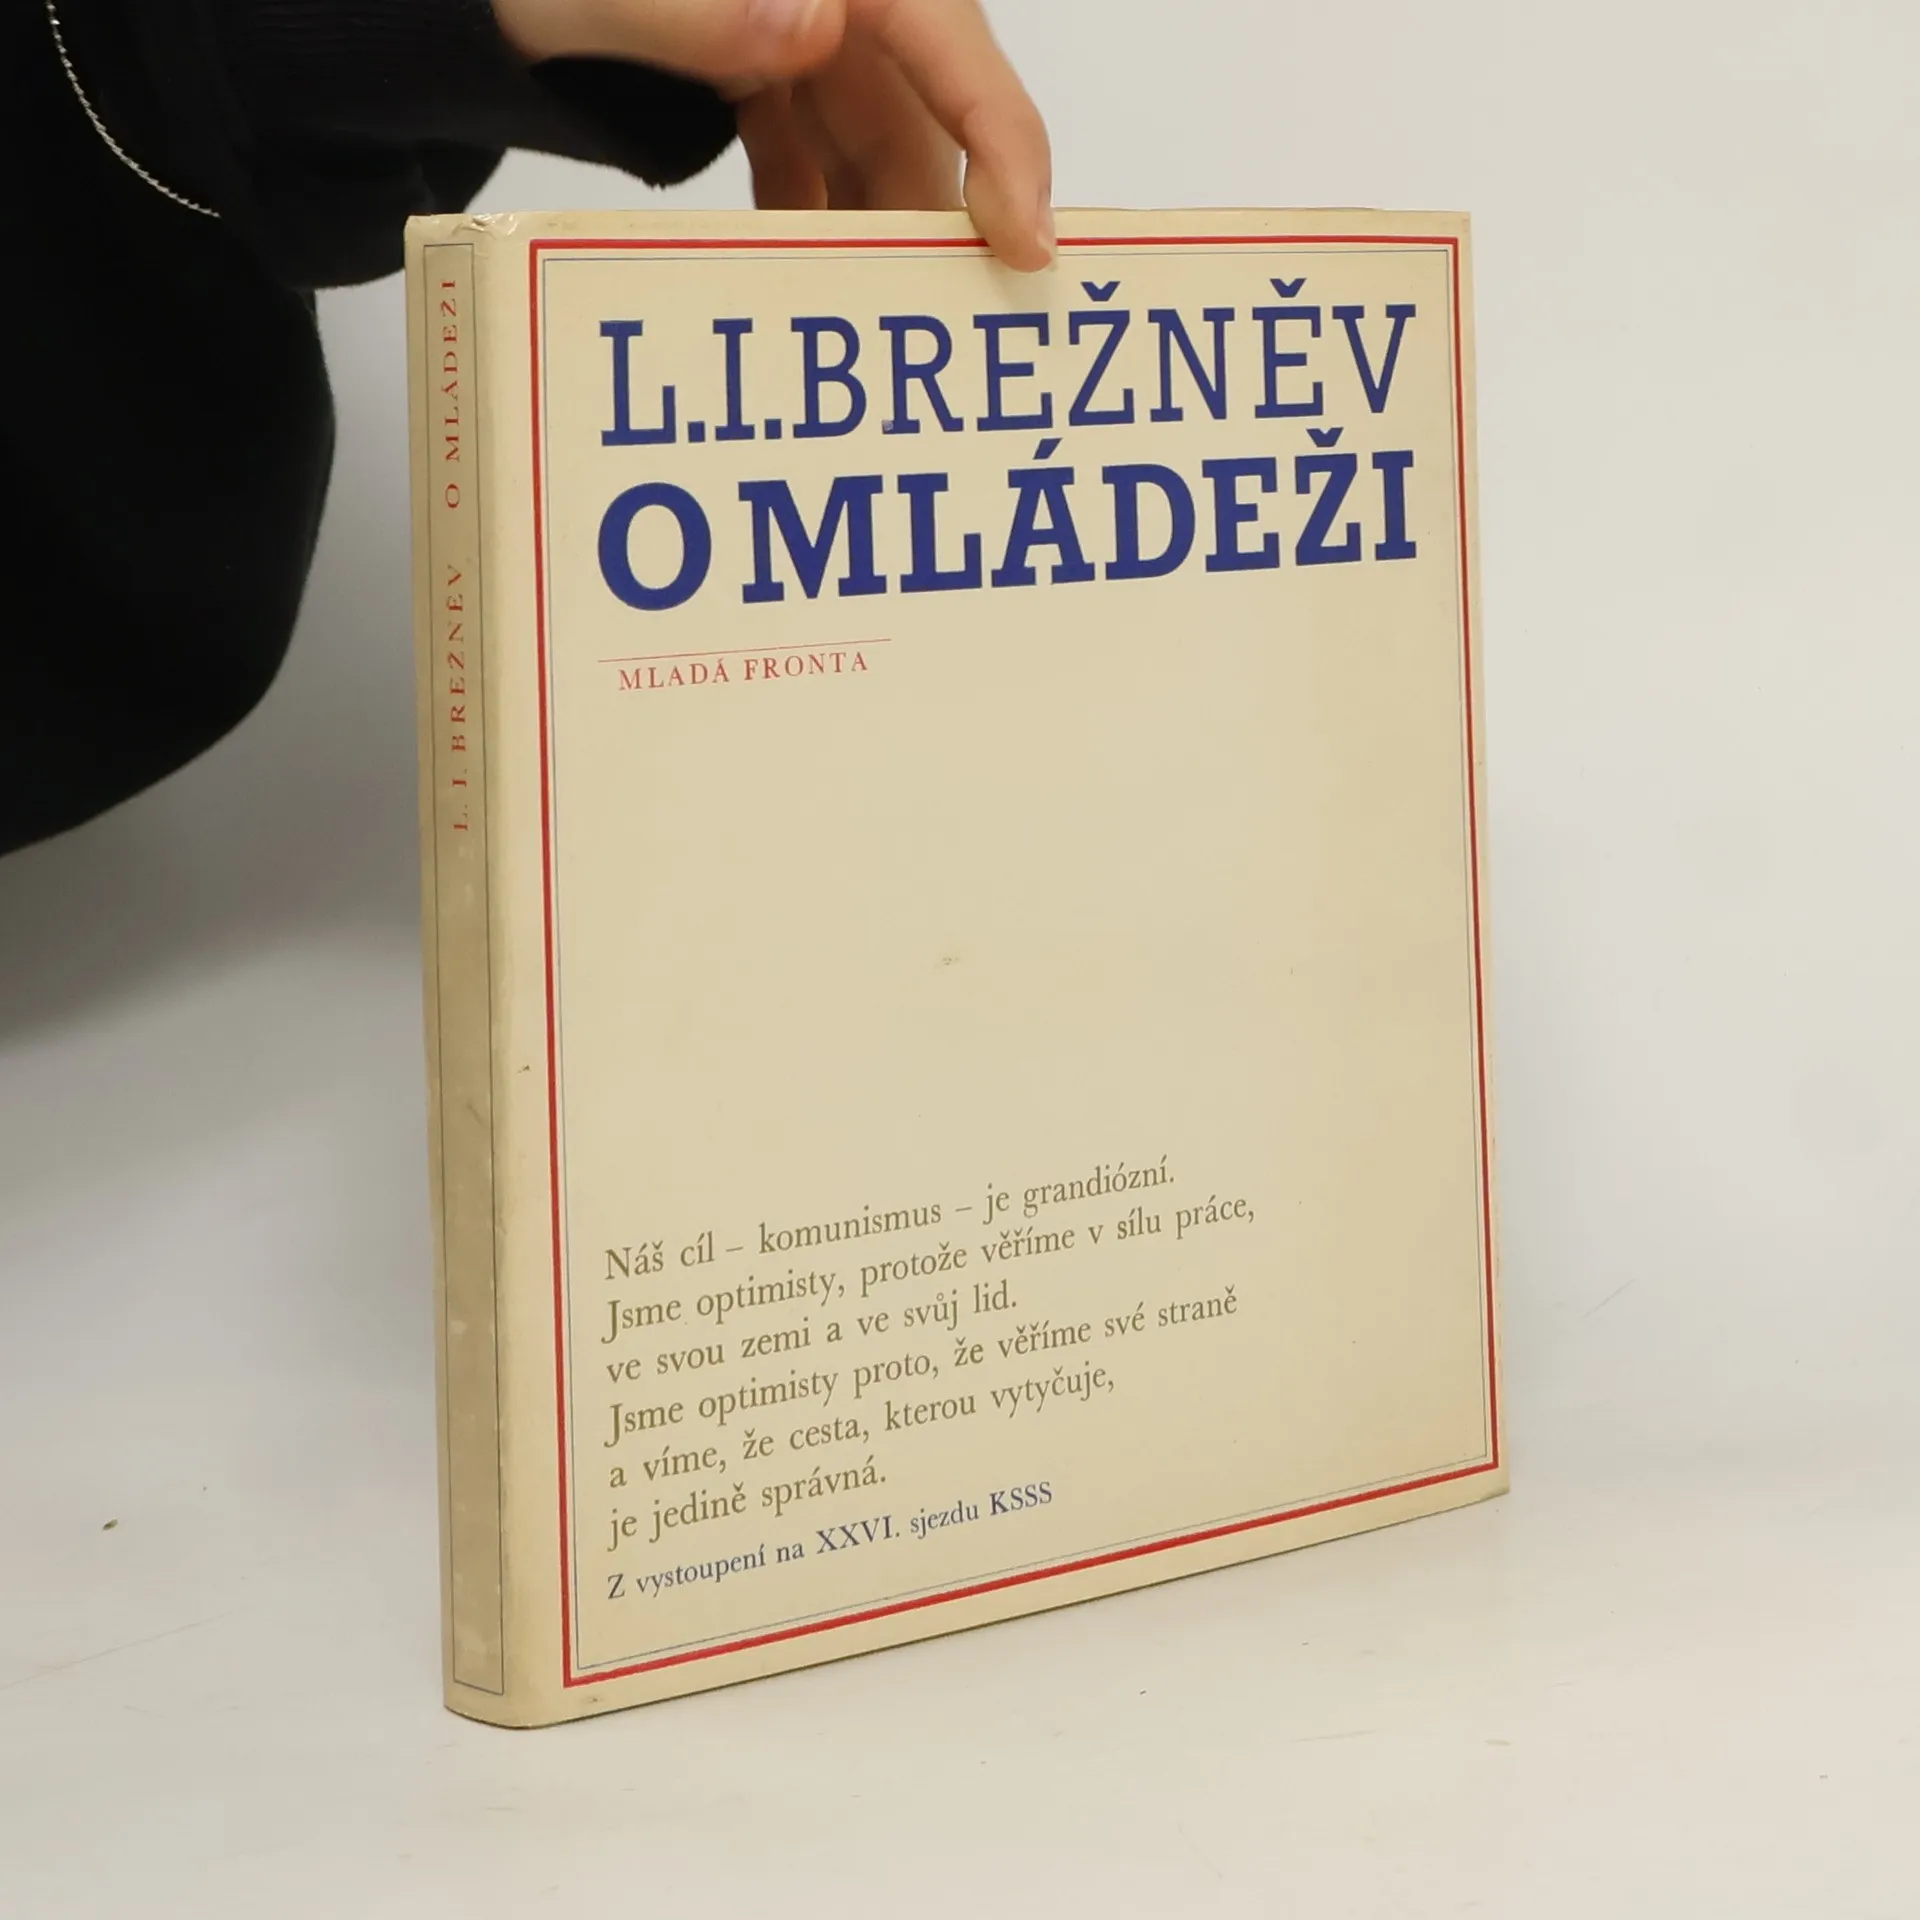 L. I. BREŽNĚV O MLÁDEŽI
L.I.BREŽNĚV
O MLÁDEŽI
MLADÁ FRONTA
Náš cíl – komunismus – je grandiózní.
Jsme optimisty, protože věříme v sílu práce,
ve svou zemi a ve svůj lid.
Jsme optimisty proto, že věříme své straně
a víme, že cesta, kterou vytyčuje,
je jedině správná.
Z vystoupení na XXVI. sjezdu KSSS